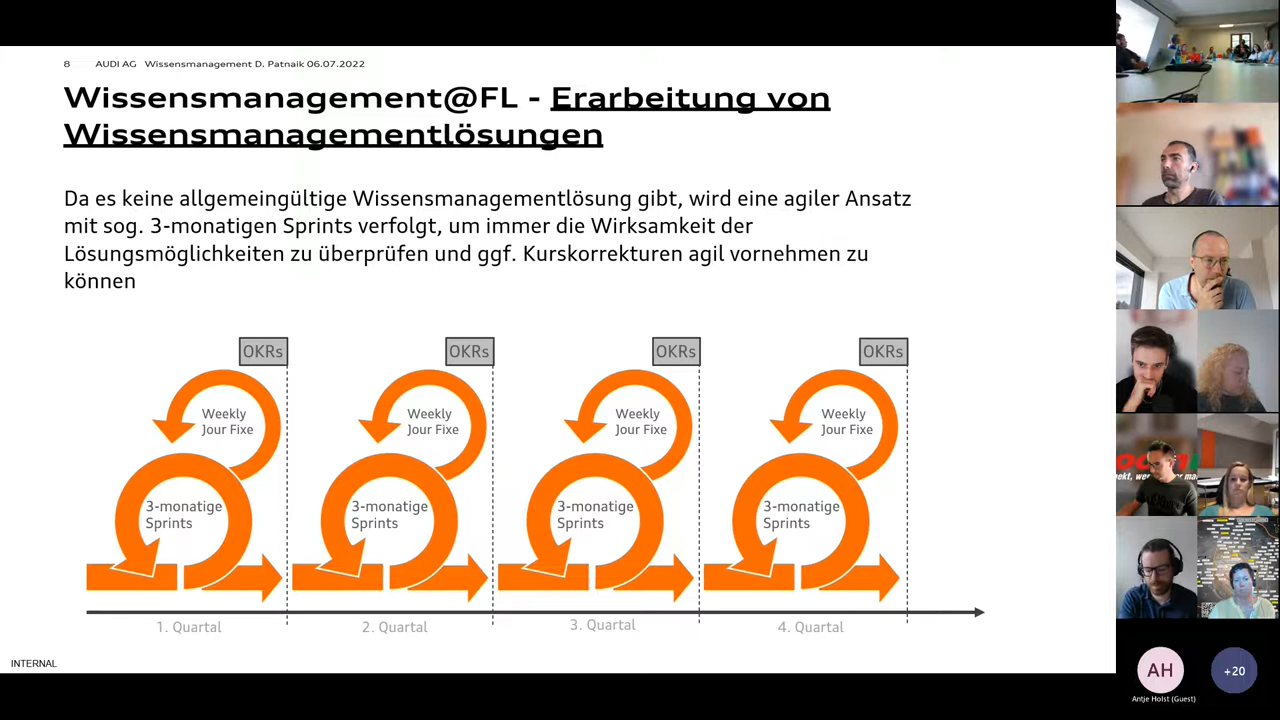 8 AUDI AG Wissensmanagement D. Patnaik 06.07.2022
Wissensmanagement@FL - Erarbeitung von
Wissensmanagementlösungen
Da es keine allgemeingültige Wissensmanagementlösung gibt, wird eine agiler Ansatz
mit sog. 3-monatigen Sprints verfolgt, um immer die Wirksamkeit der
Lösungsmöglichkeiten zu überprüfen und ggf. Kurskorrekturen agil vornehmen zu
können
OKRs
OKRs
OKRs
OKRs
Weekly
Jour Fixe
Weekly
Jour Fixe
Weekly
Jour Fixe
Weekly
Jour Fixe
3-monatige
Sprints
3-monatige
Sprints
3-monatige
Sprints
3-monatige
Sprints
1. Quartal
2. Quartal
3. Quartal
4. Quartal
INTERNAL
AH
+20
Antje Holst (Guest)